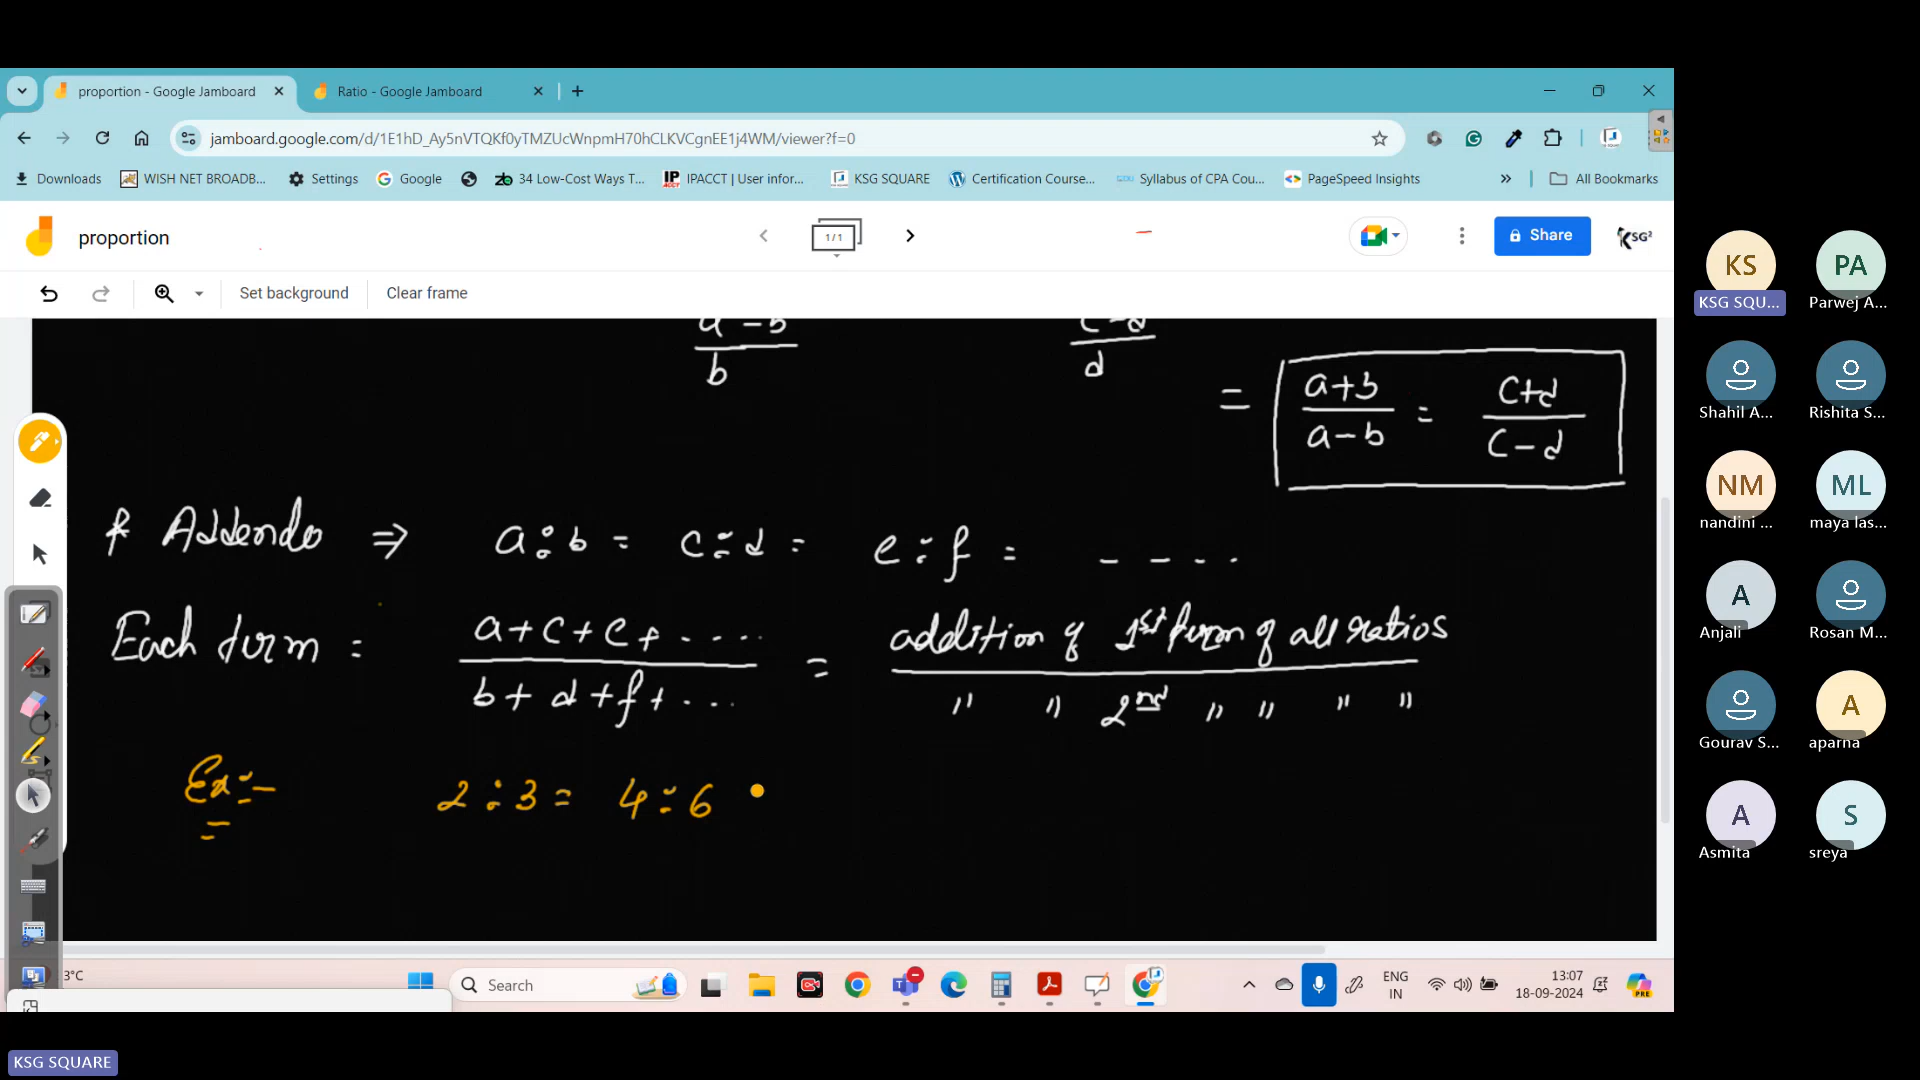 proportion - Google Jamboard
Ratio - Google Jamboard
jamboard.google.com/d/1E1hD_Ay5nVTQKf0yTMZUcWnpmH70hCLKVCgnEE1j4WM/viewer?f=0
Downloads WISH NET BROADB... Settings Google 34 Low-Cost Ways T... IPACCT | User infor... KSG SQUARE Certification Course... Syllabus of CPA Cou... PageSpeed Insights » All Bookmarks
proportion
1/1
Share
KSG²
Set background Clear frame
a-b
b
c-d
d
= a+b/a-b = c+d/c-d
# Addendo ⇒ a:b = c:d = e:f = - - - -
Each term = a+c+e+..../b+d+f+... = addition of 1st term of all ratios/" " 2nd " " " "
Ex:- 2:3 = 4:6
3°C
Search
ENG
IN
13:07
18-09-2024
PRE
KS
KSG SQU...
PA
Parwej A...
Shahil A...
Rishita S...
NM
nandini ...
ML
maya las...
A
Anjali
Rosan M...
Gourav S...
A
aparna
A
Asmita
S
sreya
KSG SQUARE